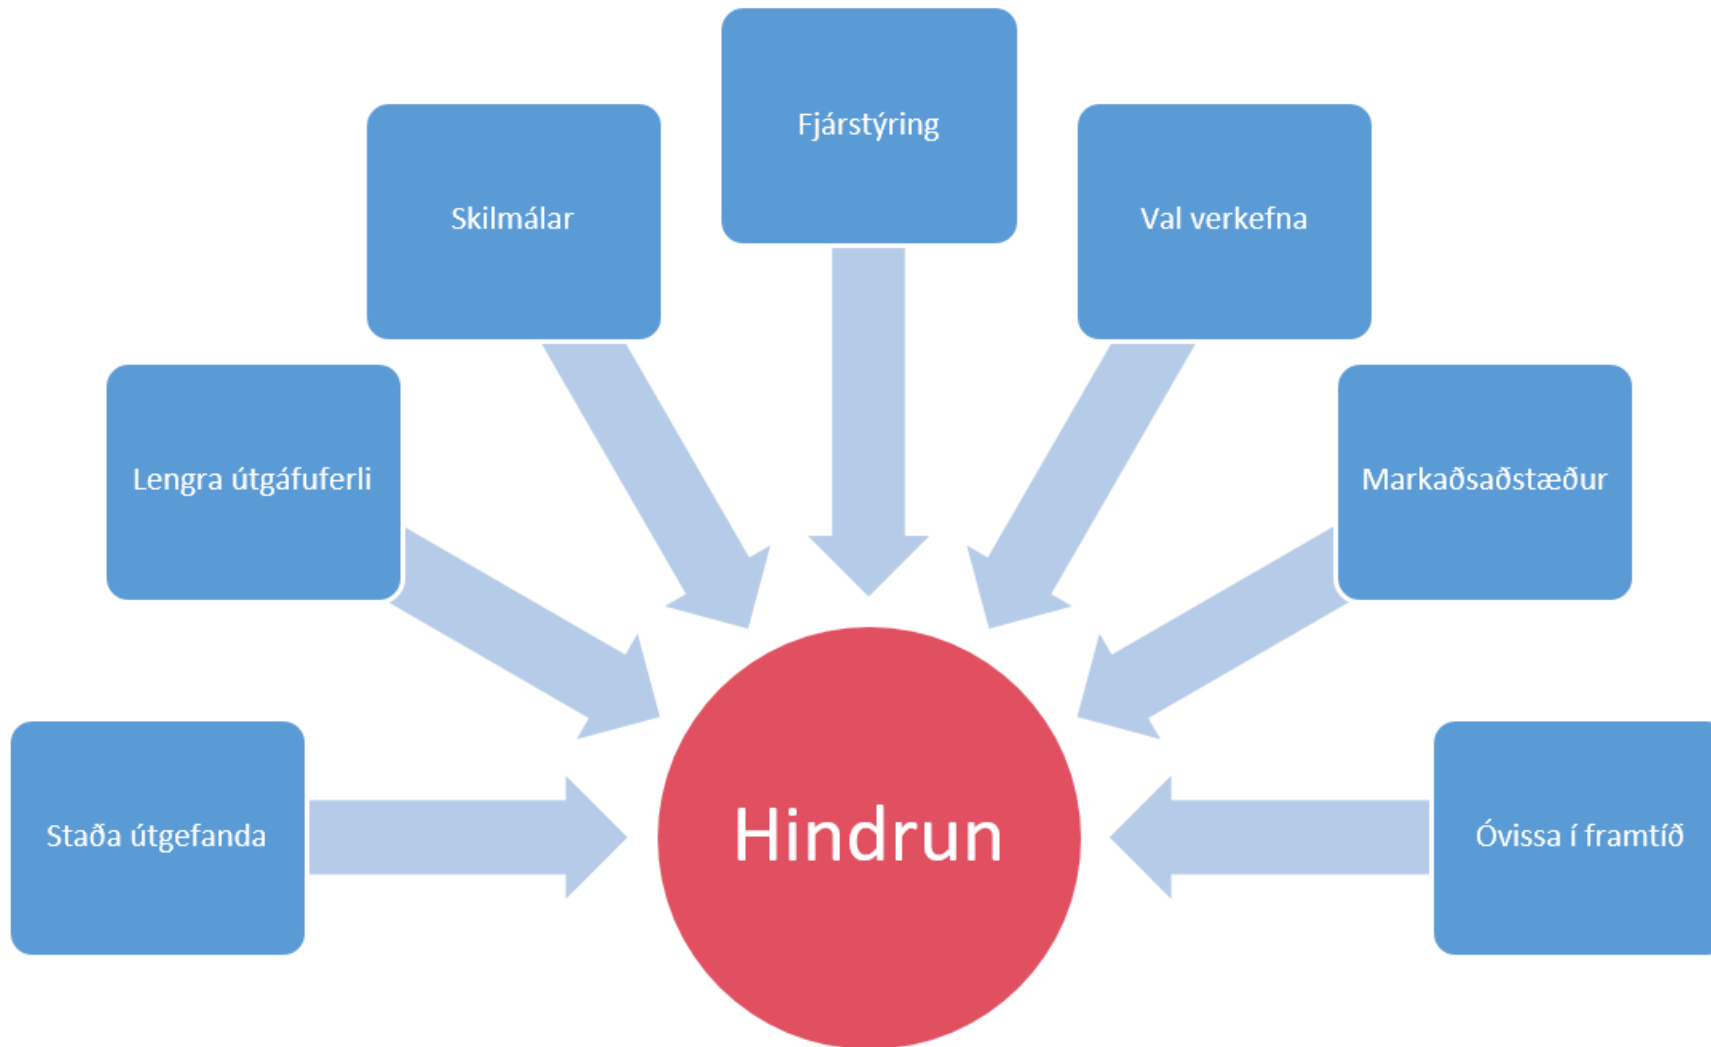 Fjárstýring
Skilmálar
Val verkefna
Lengra útgáfuferli
Markaðsaðstæður
Staða útgefanda
Hindrun
Óvissa í framtíð